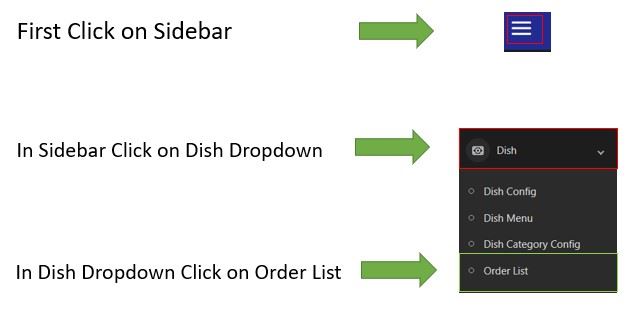 First Click on Sidebar
In Sidebar Click on Dish Dropdown
Dish
Dish Config
Dish Menu
Dish Category Config
In Dish Dropdown Click on Order List
Order List